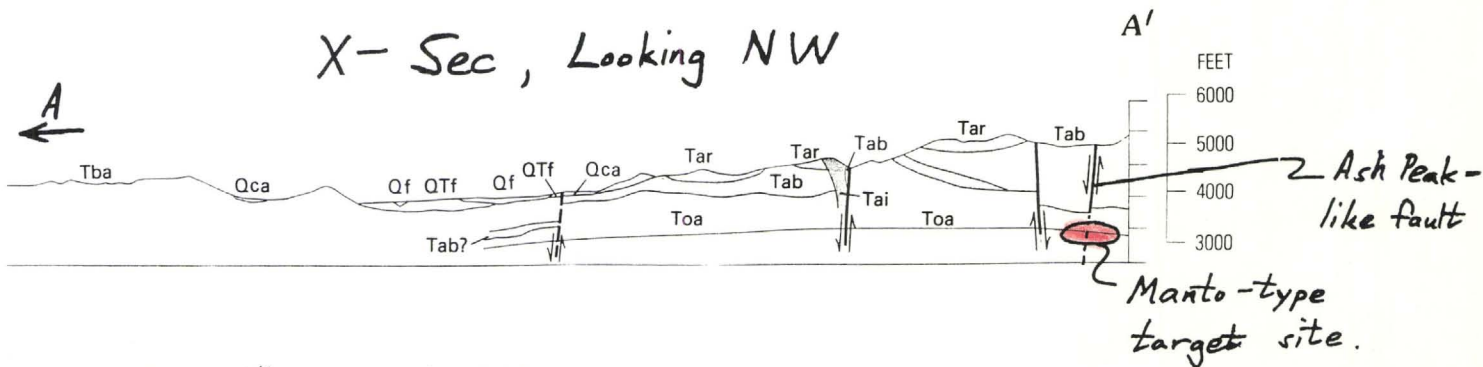 X- Sec, Looking NW
A'
FEET
6000
5000
4000
3000
A
Tba
Qca
Qf
QTf
Qf
QTf
Qca
Tar
Tar
Tab
Tar
Tab
Tab
Tai
Toa
Toa
Tab?
Ash Peak-
like fault
Manto-type
target site.